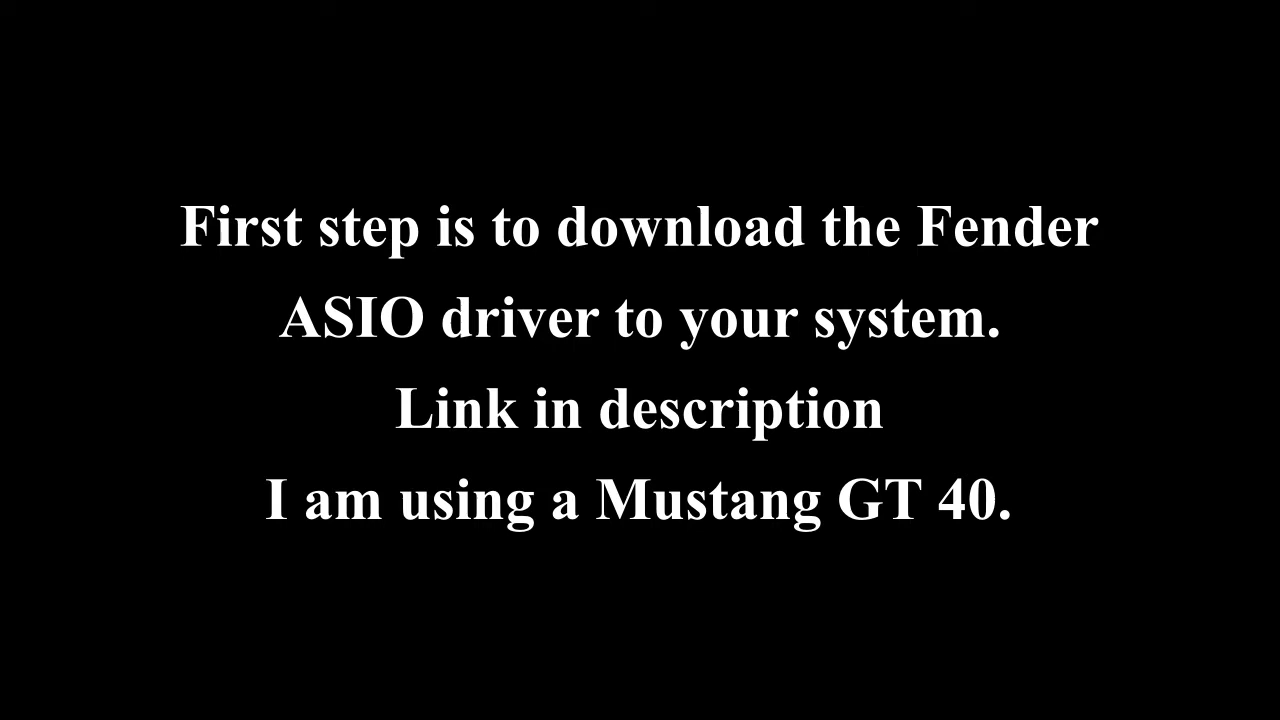 First step is to download the Fender
ASIO driver to your system.
Link in description
I am using a Mustang GT 40.